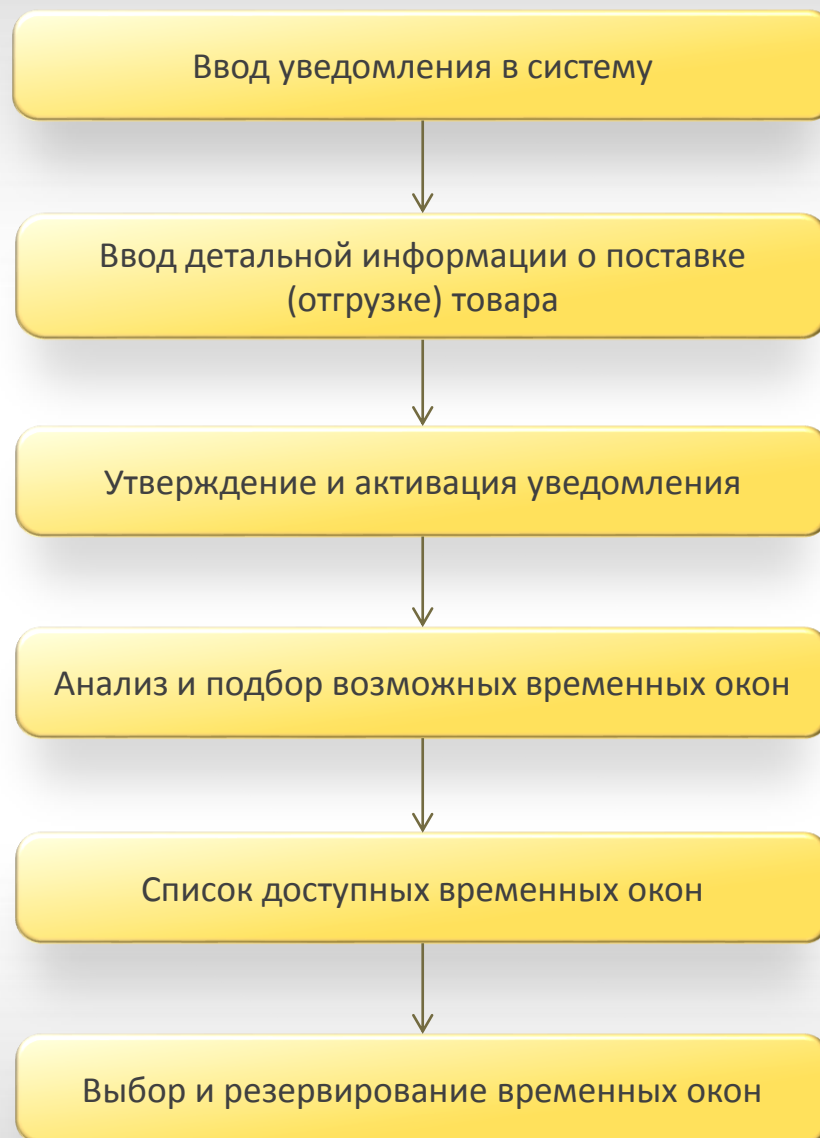 Ввод уведомления в систему
Ввод детальной информации о поставке
(отгрузке) товара
Утверждение и активация уведомления
Анализ и подбор возможных временных окон
Список доступных временных окон
Выбор и резервирование временных окон